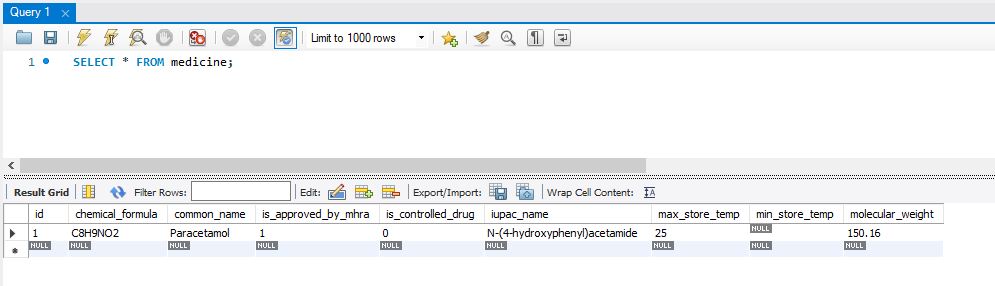 Query 1
Limit to 1000 rows
1 SELECT * FROM medicine;
Result Grid Filter Rows: Edit: Export/Import: Wrap Cell Content:
id chemical_formula common_name is_approved_by_mhra is_controlled_drug iupac_name max_store_temp min_store_temp molecular_weight
1 C8H9NO2 Paracetamol 1 0 N-(4-hydroxyphenyl)acetamide 25 NULL 150.16
NULL NULL NULL NULL NULL NULL NULL NULL NULL